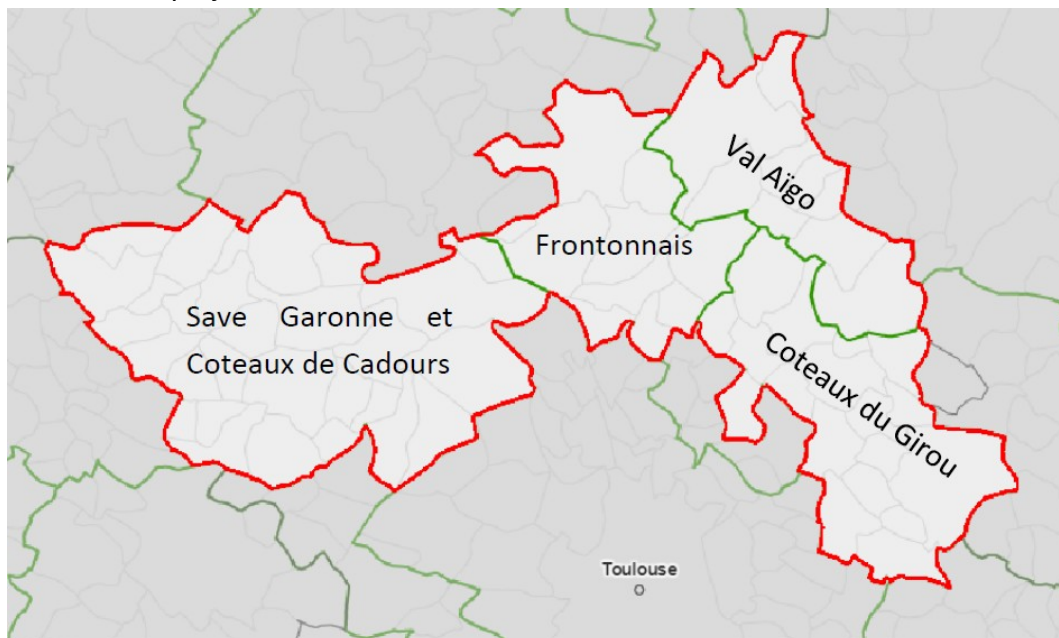 Val Aïgo
Frontonnais
Save Garonne et
Coteaux de Cadours
Coteaux du Girou
Toulouse